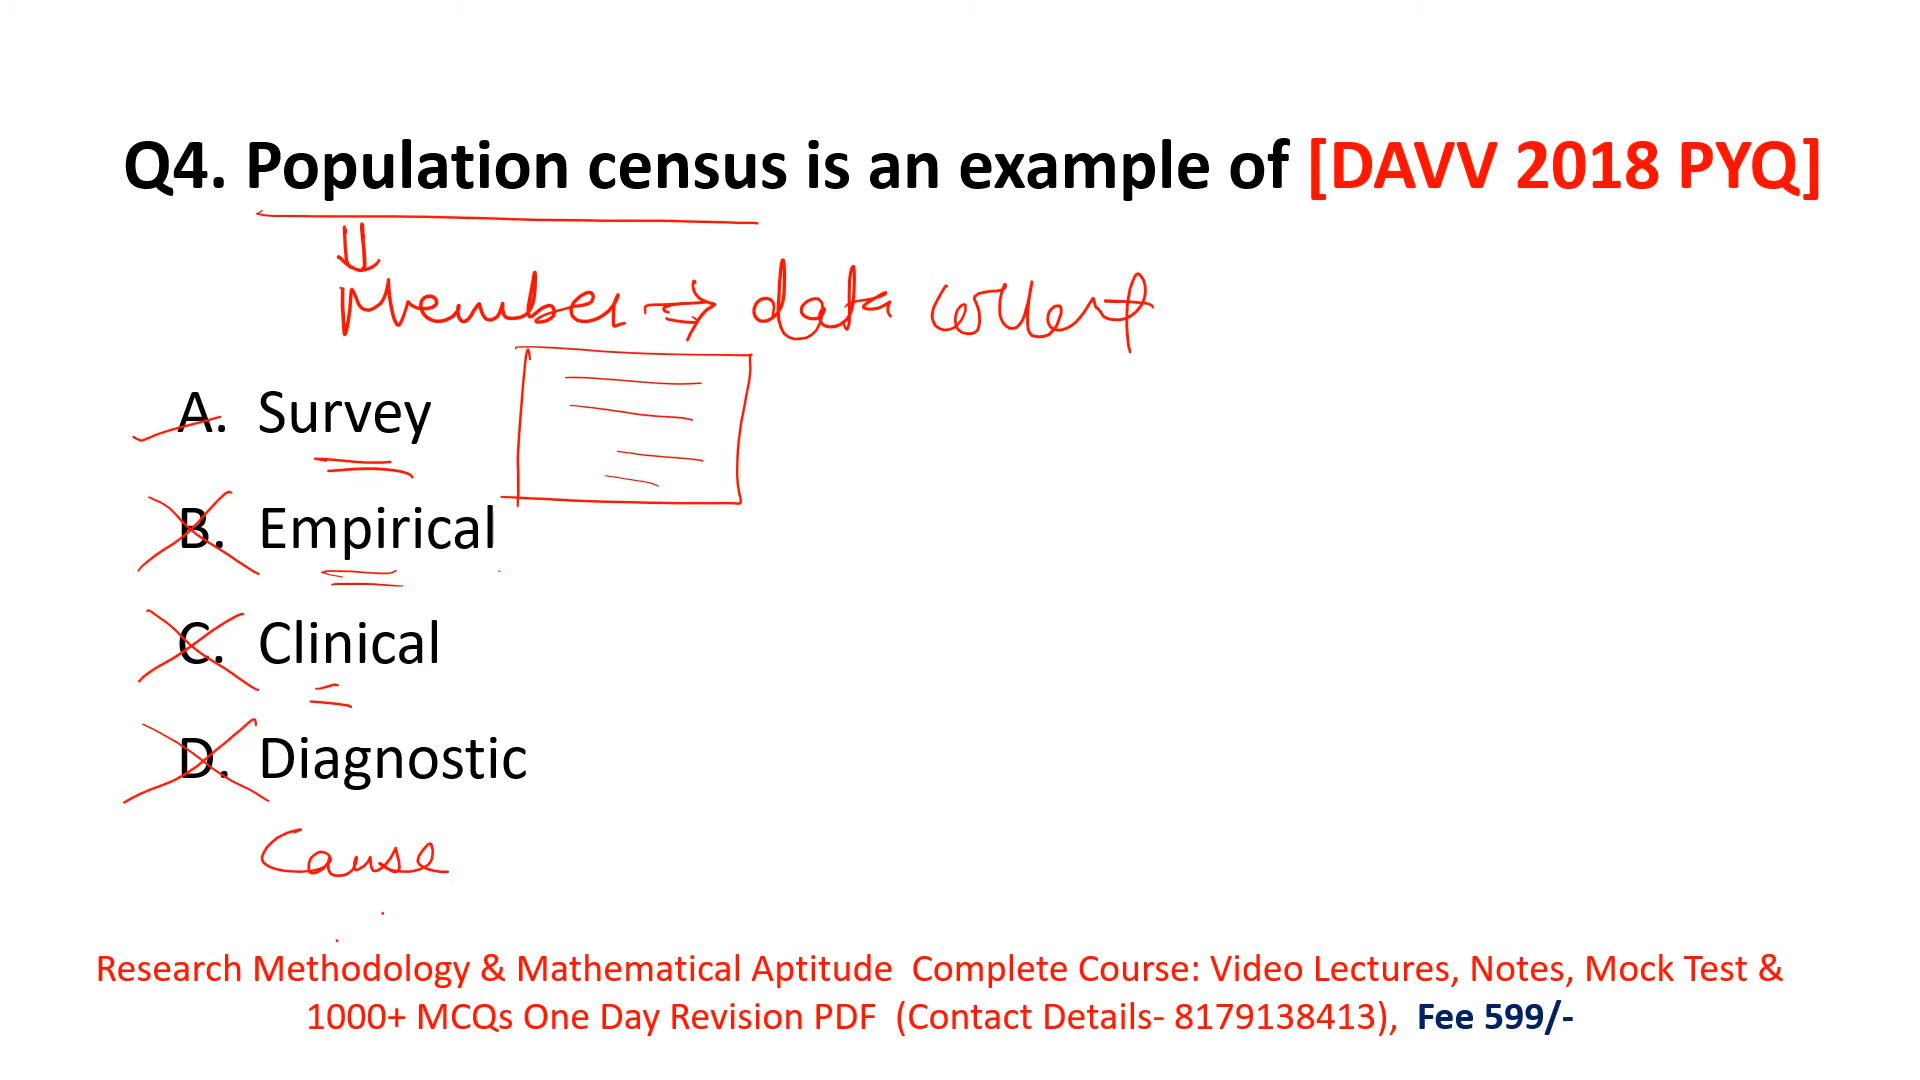 Q4. Population census is an example of [DAVV 2018 PYQ]
Member → data collect
A. Survey
B. Empirical
C. Clinical
D. Diagnostic
Cause
Research Methodology & Mathematical Aptitude Complete Course: Video Lectures, Notes, Mock Test &
1000+ MCQs One Day Revision PDF (Contact Details- 8179138413), Fee 599/-